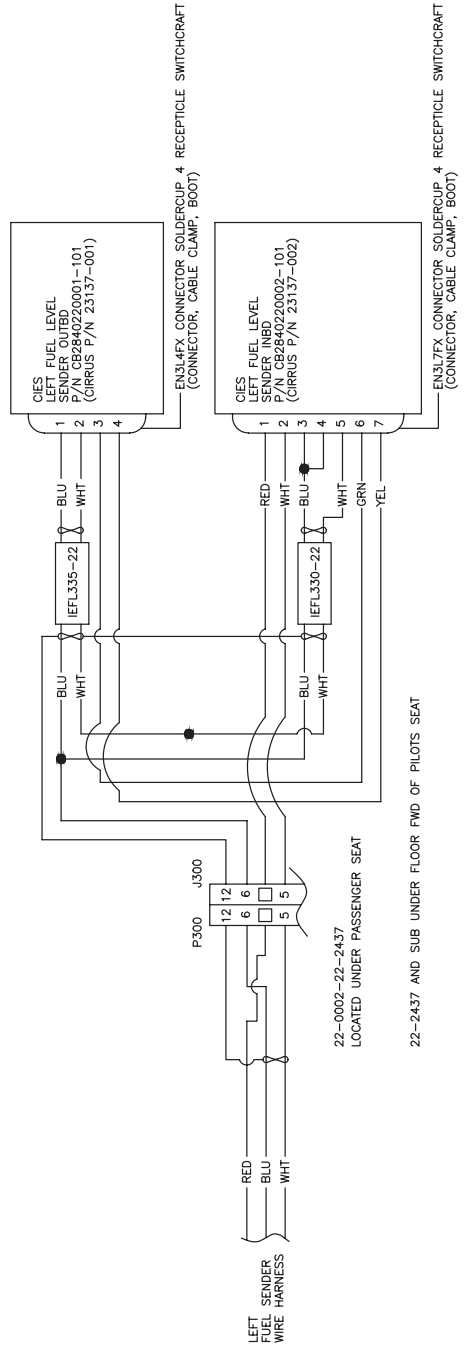 LEFT
FUEL SENDER
WIRE HARNESS
RED
BLU
WHT
P300
J300
12
12
6
6
5
5
22-0002-22-2437
LOCATED UNDER PASSENGER SEAT
22-2437 AND SUB UNDER FLOOR FWD OF PILOTS SEAT
BLU
WHT
IEFL335-22
BLU
WHT
1
2
3
4
CIES
LEFT FUEL LEVEL
SENDER OUTBD
P/N CB2840220001-101
(CIRRUS P/N 23137-001)
EN3L4FX CONNECTOR SOLDERCUP 4 RECEPTICLE SWITCHCRAFT
(CONNECTOR, CABLE CLAMP, BOOT)
BLU
WHT
IEFL330-22
RED
WHT
BLU
WHT
GRN
YEL
1
2
3
4
5
6
7
CIES
LEFT FUEL LEVEL
SENDER INBD
P/N CB2840220002-101
(CIRRUS P/N 23137-002)
EN3L7FX CONNECTOR SOLDERCUP 4 RECEPTICLE SWITCHCRAFT
(CONNECTOR, CABLE CLAMP, BOOT)